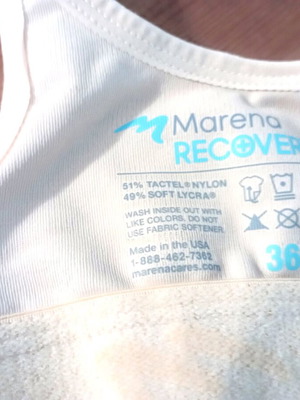 Marena
RECOVER
51% TACTEL® NYLON
49% SOFT LYCRA®
WASH INSIDE OUT WITH
LIKE COLORS. DO NOT
USE FABRIC SOFTENER.
Made in the USA
1-888-462-7362
marenacares.com
36